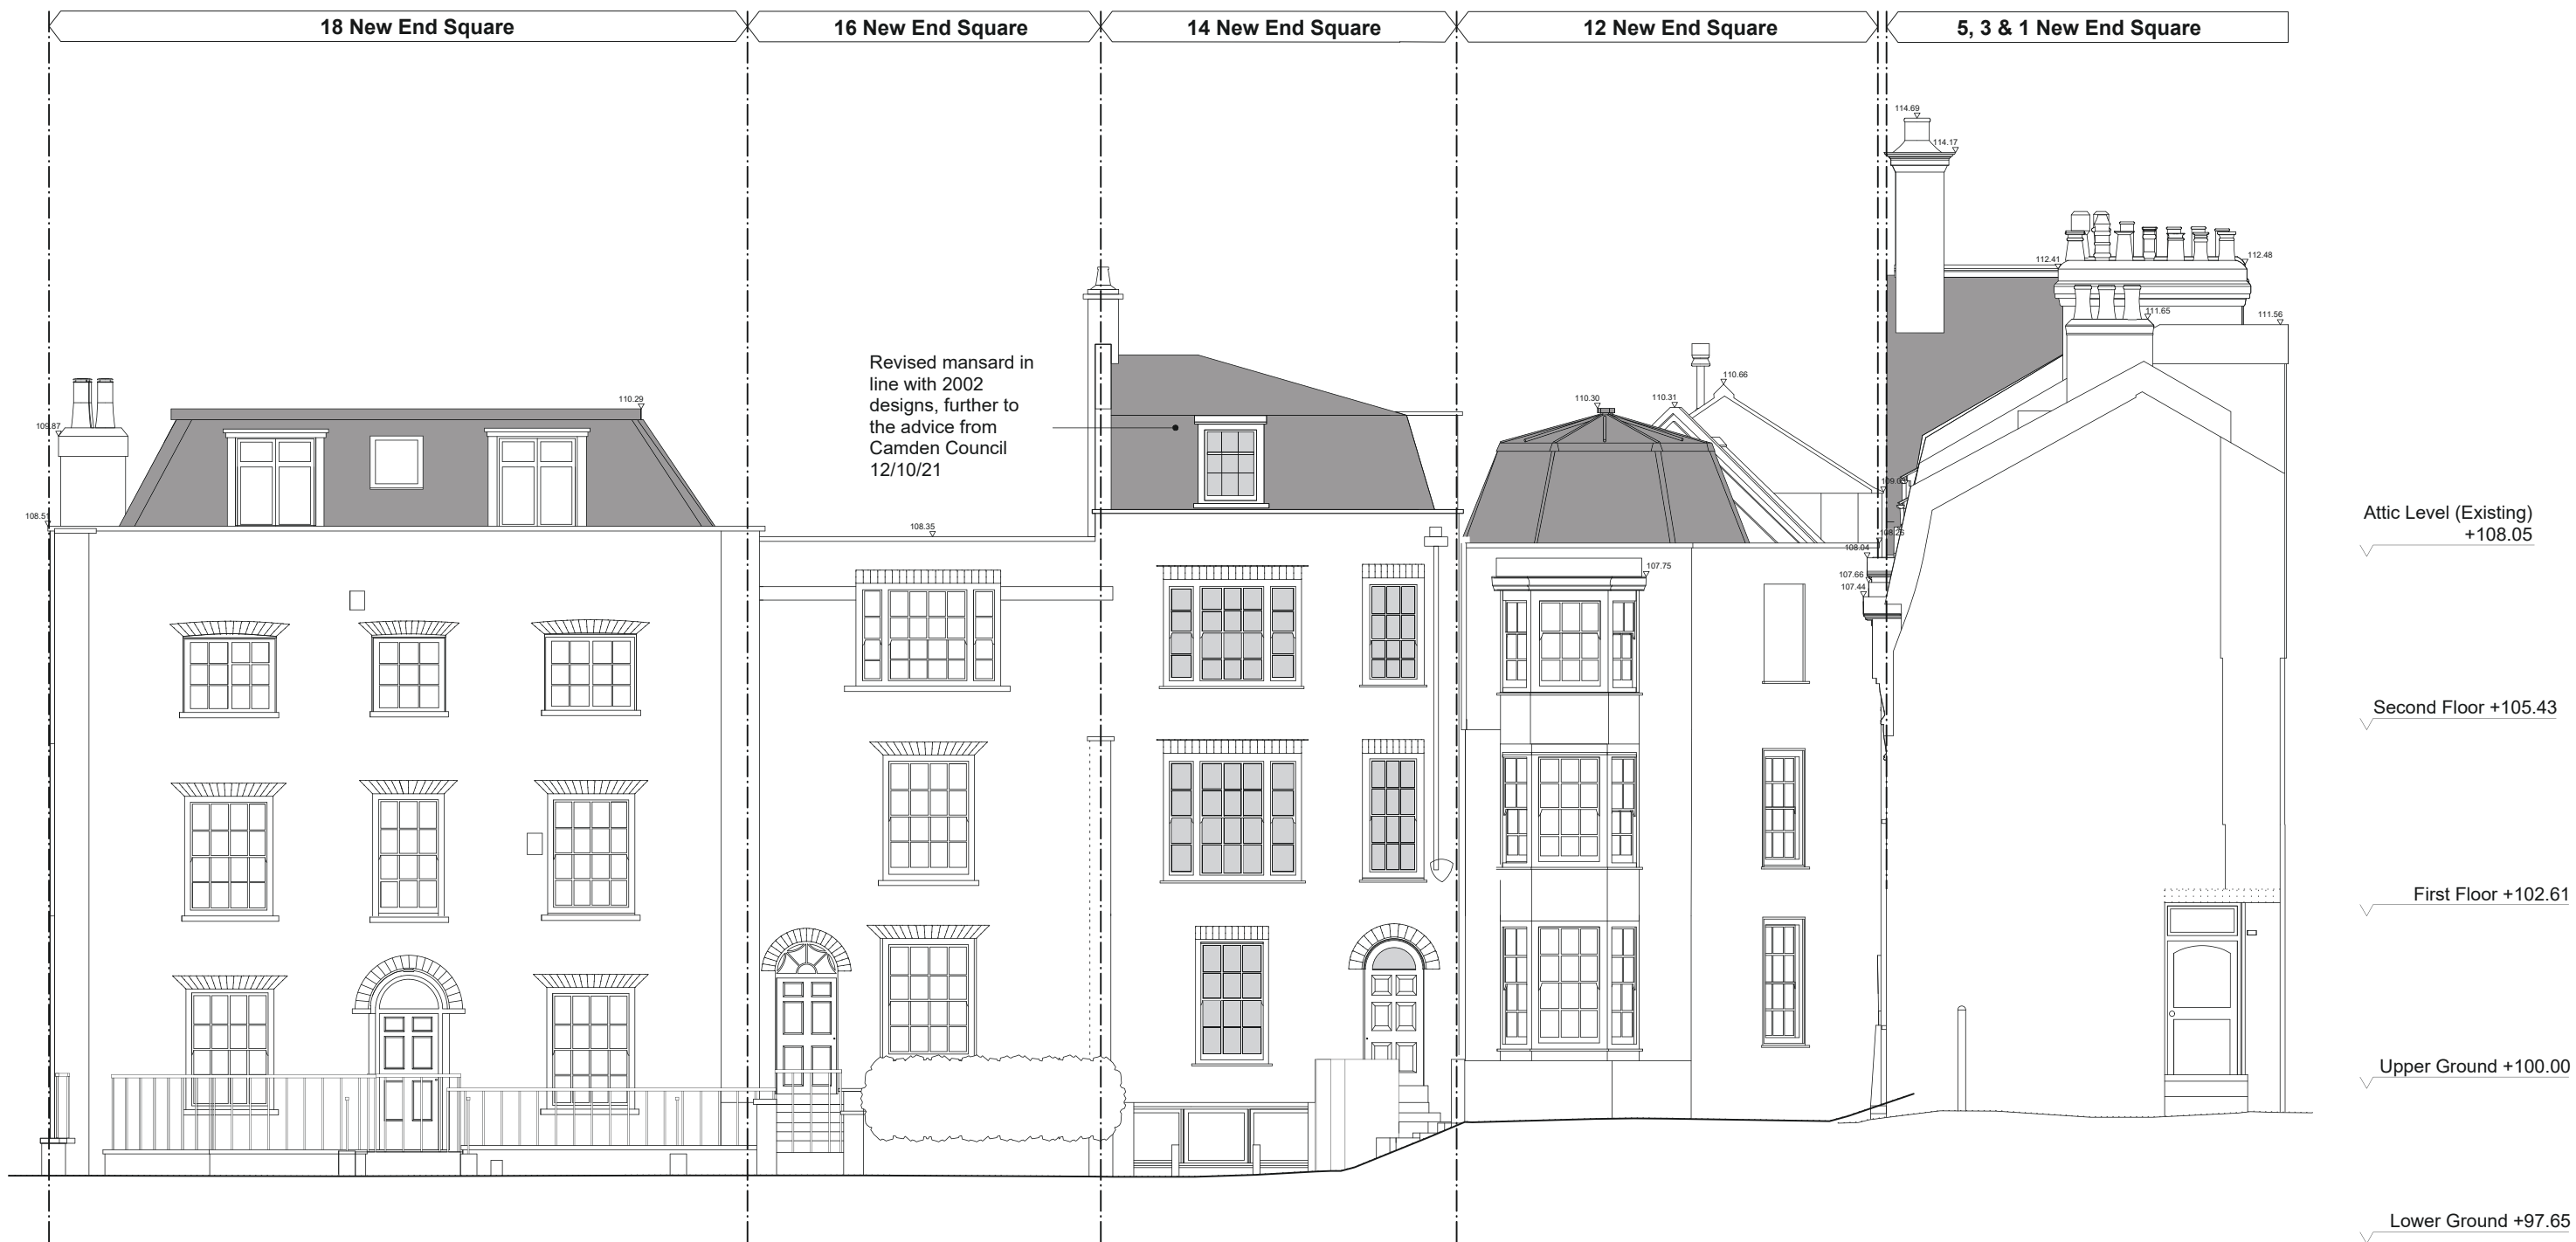 18 New End Square
16 New End Square
14 New End Square
12 New End Square
5, 3 & 1 New End Square
114.69
114.17
112.41
112.48
111.65
111.56
Revised mansard in
line with 2002
designs, further to
the advice from
Camden Council
12/10/21
110.66
110.29
110.30
110.31
109.87
108.51
108.35
108.04
107.66
107.44
107.75
Attic Level (Existing)
+108.05
Second Floor +105.43
First Floor +102.61
Upper Ground +100.00
Lower Ground +97.65